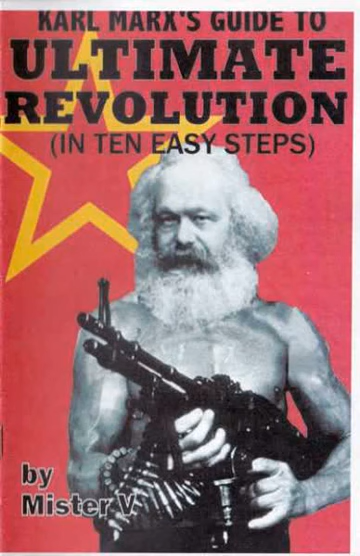 KARL MARX'S GUIDE TO
ULTIMATE
REVOLUTION
(IN TEN EASY STEPS)
by
Mister V.